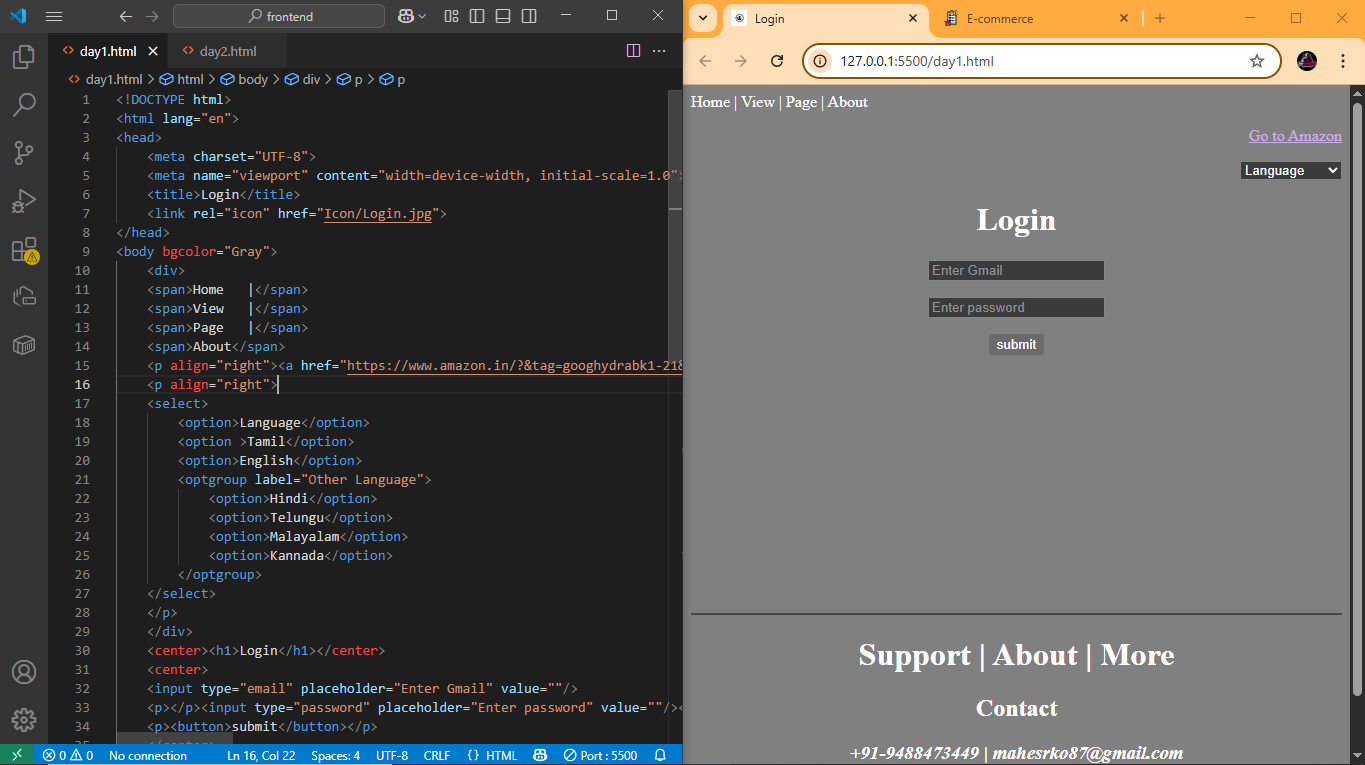 frontend
day1.html
day2.html
day1.html > html > body > div > p > p
1 <!DOCTYPE html>
2 <html lang="en">
3 <head>
4 <meta charset="UTF-8">
5 <meta name="viewport" content="width=device-width, initial-scale=1.0">
6 <title>Login</title>
7 <link rel="icon" href="Icon/Login.jpg">
8 </head>
9 <body bgcolor="Gray">
10 <div>
11 <span>Home   |</span>
12 <span>View   |</span>
13 <span>Page   |</span>
14 <span>About</span>
15 <p align="right"><a href="https://www.amazon.in/?&tag=googhydrabk1-21&
16 <p align="right">
17 <select>
18 <option>Language</option>
19 <option >Tamil</option>
20 <option>English</option>
21 <optgroup label="Other Language">
22 <option>Hindi</option>
23 <option>Telungu</option>
24 <option>Malayalam</option>
25 <option>Kannada</option>
26 </optgroup>
27 </select>
28 </p>
29 </div>
30 <center><h1>Login</h1></center>
31 <center>
32 <input type="email" placeholder="Enter Gmail" value=""/>
33 <p></p><input type="password" placeholder="Enter password" value=""/><
34 <p><button>submit</button></p>
35 </center>
0 0 No connection Ln 16, Col 22 Spaces: 4 UTF-8 CRLF {} HTML Port : 5500
Login
E-commerce
127.0.0.1:5500/day1.html
Home | View | Page | About
Go to Amazon
Language
Login
Enter Gmail
Enter password
submit
Support | About | More
Contact
+91-9488473449 | mahesrko87@gmail.com